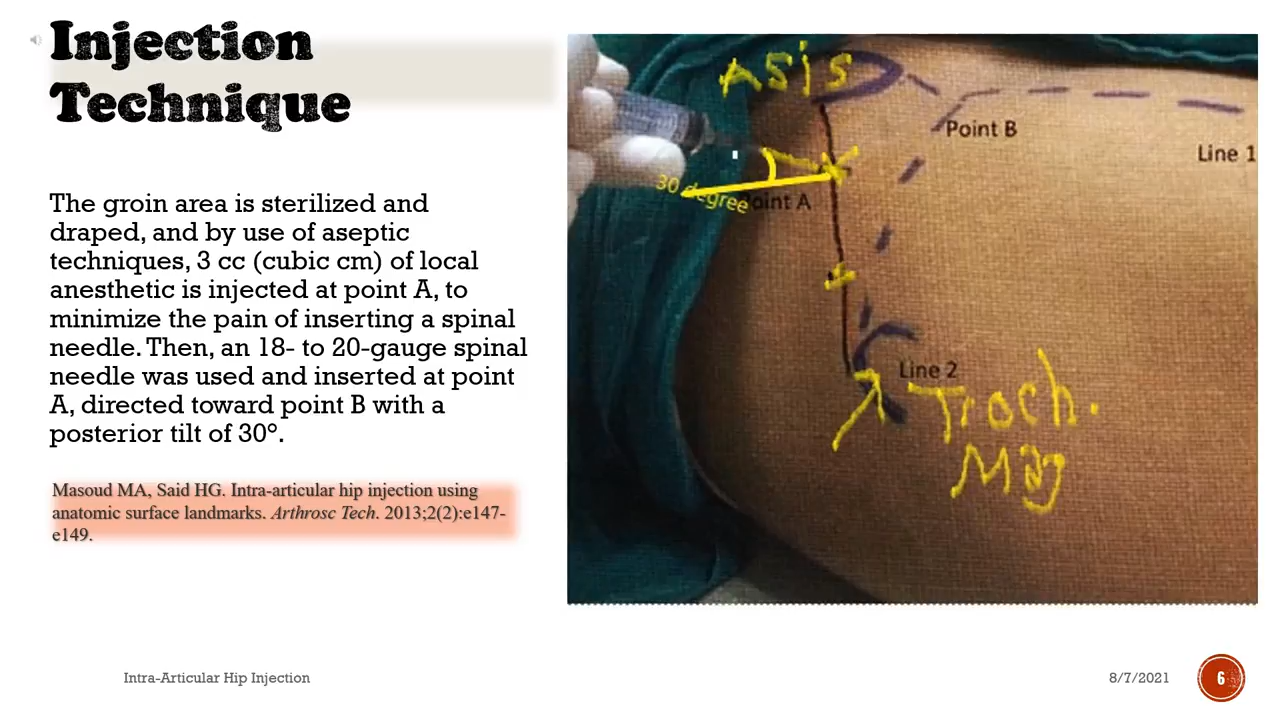 Injection
Technique
The groin area is sterilized and
draped, and by use of aseptic
techniques, 3 cc (cubic cm) of local
anesthetic is injected at point A, to
minimize the pain of inserting a spinal
needle. Then, an 18- to 20-gauge spinal
needle was used and inserted at point
A, directed toward point B with a
posterior tilt of 30°.
Masoud MA, Said HG. Intra-articular hip injection using
anatomic surface landmarks. Arthrosc Tech. 2013;2(2):e147-
e149.
ASiS
Point B
Line 1
30 degree
Point A
Line 2
Troch.
Maj
Intra-Articular Hip Injection
8/7/2021
6